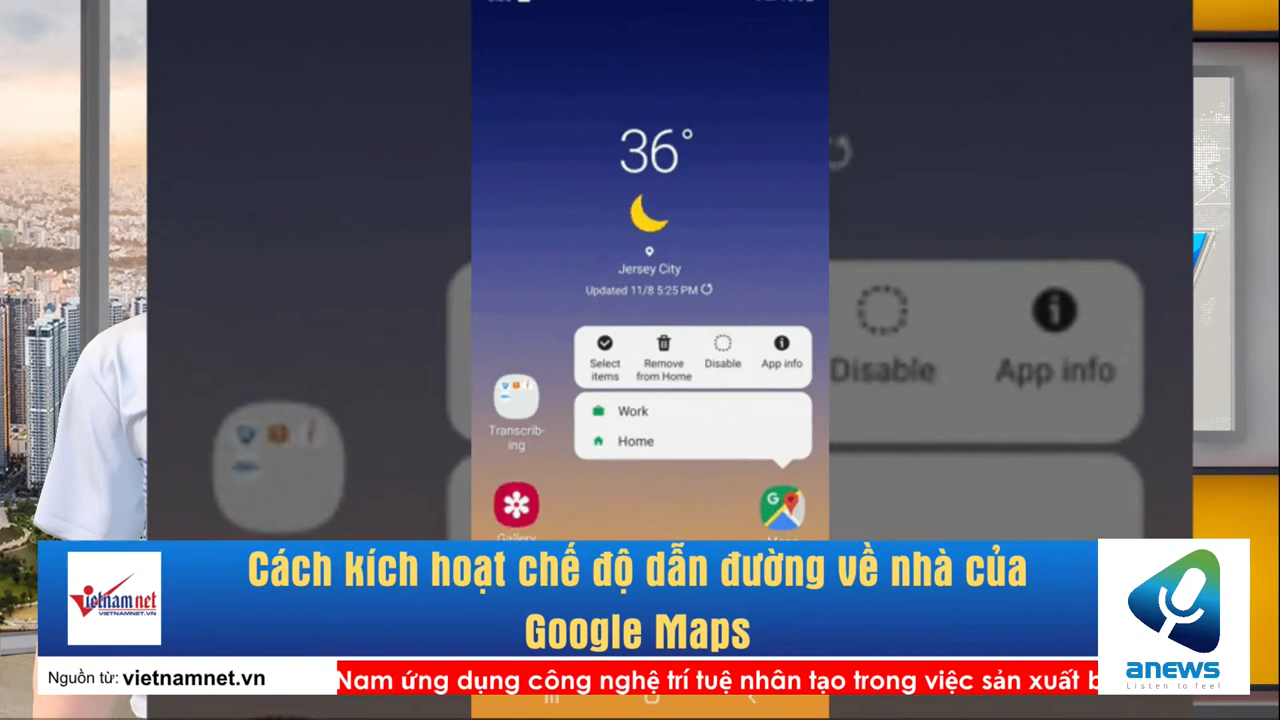 36°
Jersey City
Updated 11/8 5:25 PM
Select items
Remove from Home
Disable
App info
Disable
App info
Work
Home
Transcrib-
ing
Gallery
Cách kích hoạt chế độ dẫn đường về nhà của
Google Maps
Vietnamnet
VIETNAMNET.VN
Nguồn từ: vietnamnet.vn
Nam ứng dụng công nghệ trí tuệ nhân tạo trong việc sản xuất b
anews
Listen to feel